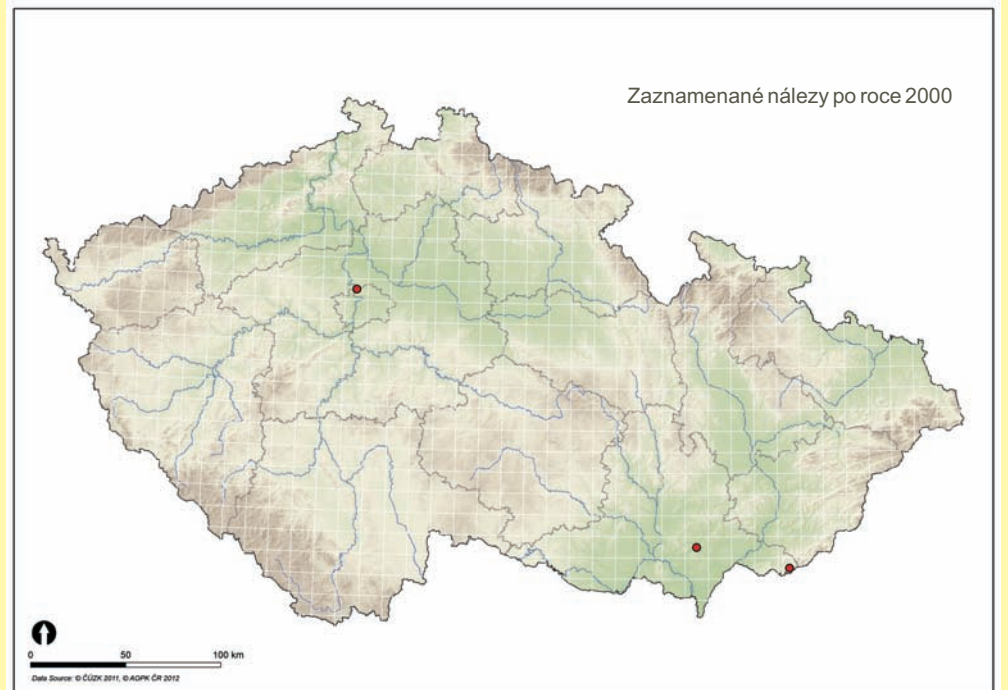 Zaznamenané nálezy po roce 2000
0 50 100 km
Data Source: © ČÚZK 2011, © AOPK ČR 2012